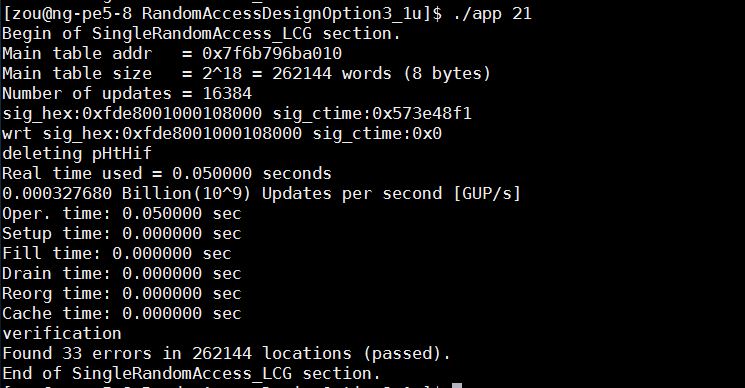 [zou@ng-pe5-8 RandomAccessDesignOption3_1u]$ ./app 21
Begin of SingleRandomAccess_LCG section.
Main table addr   = 0x7f6b796ba010
Main table size   = 2^18 = 262144 words (8 bytes)
Number of updates = 16384
sig_hex:0xfde8001000108000 sig_ctime:0x573e48f1
wrt sig_hex:0xfde8001000108000 sig_ctime:0x0
deleting pHtHif
Real time used = 0.050000 seconds
0.000327680 Billion(10^9) Updates per second [GUP/s]
Oper. time: 0.050000 sec
Setup time: 0.000000 sec
Fill time: 0.000000 sec
Drain time: 0.000000 sec
Reorg time: 0.000000 sec
Cache time: 0.000000 sec
verification
Found 33 errors in 262144 locations (passed).
End of SingleRandomAccess_LCG section.